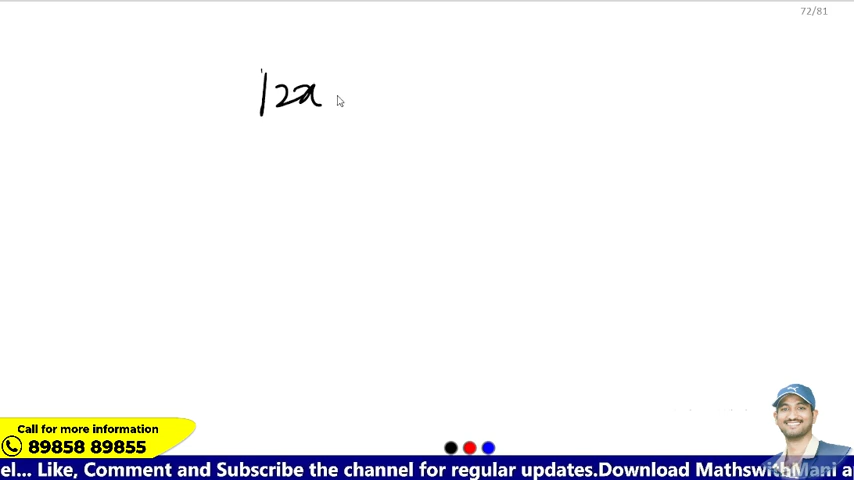 72/81
|2x
Call for more information
89858 89855
el... Like, Comment and Subscribe the channel for regular updates.Download MathswithMani a